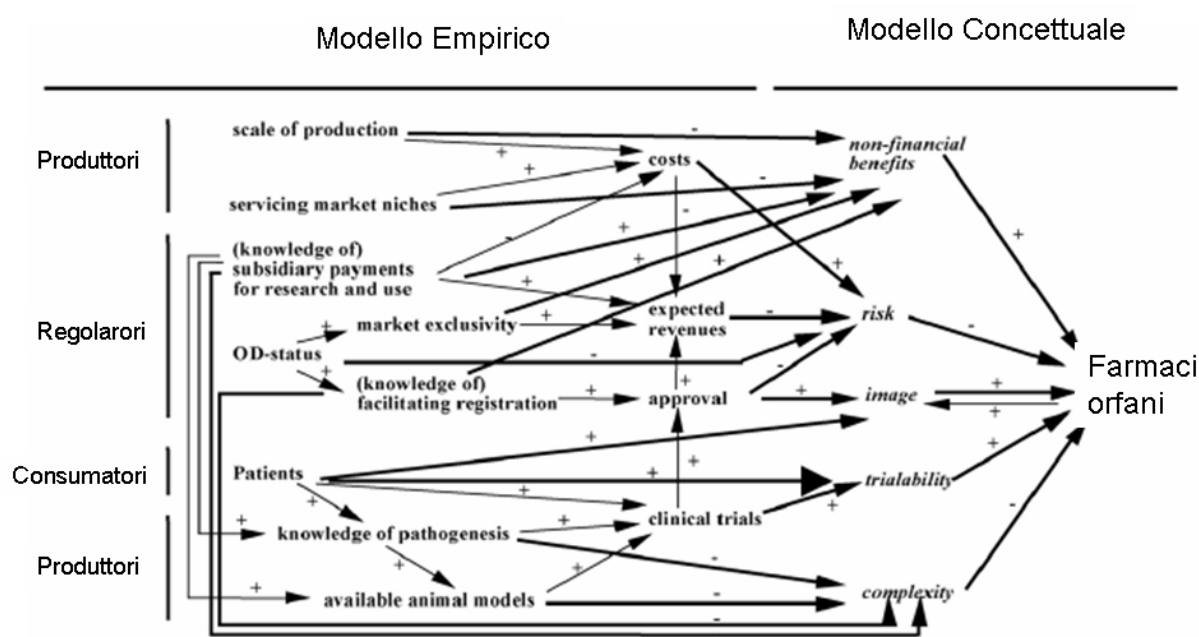 Modello Empirico
Modello Concettuale
Produttori
scale of production
-
+
+
costs
non-financial
benefits
-
servicing market niches
-
+
-
+
Regolarori
(knowledge of)
subsidiary payments
for research and use
+
+
+
+
market exclusivity
+
expected
revenues
-
risk
-
OD-status
+
+
-
-
(knowledge of)
facilitating registration
+
+
approval
+
image
+
+
Farmaci
orfani
Consumatori
Patients
+
+
+
+
trialability
+
+
+
Produttori
+
knowledge of pathogenesis
+
clinical trials
-
-
+
+
+
available animal models
-
-
complexity